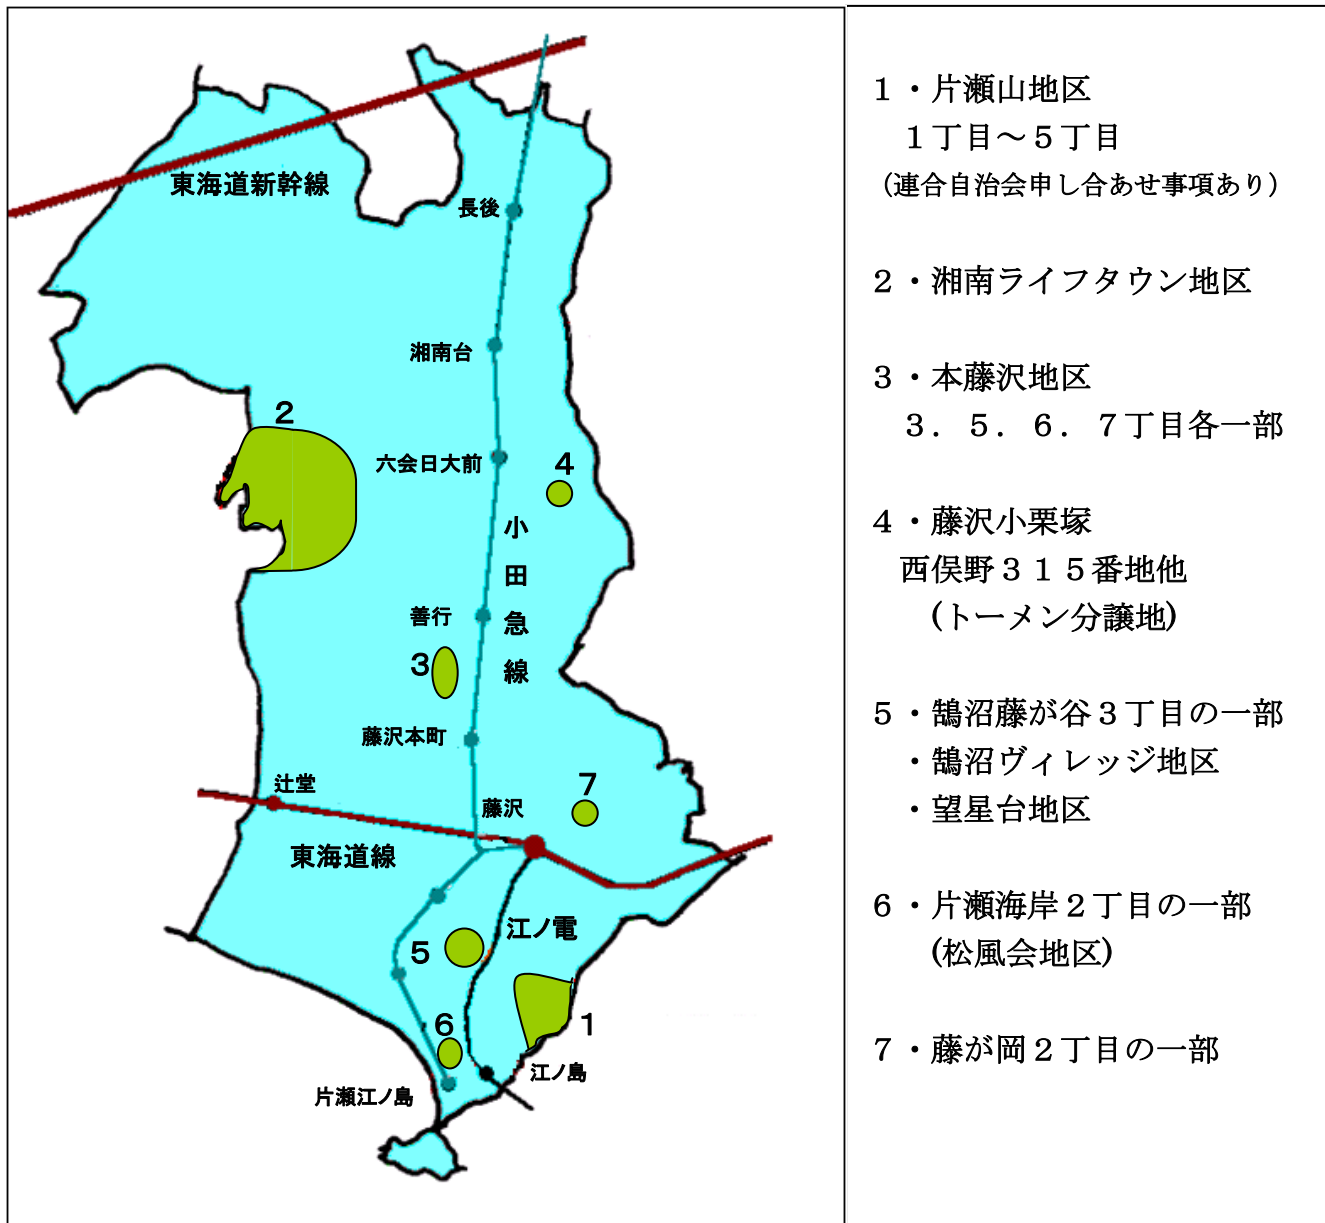 東海道新幹線
長後
湘南台
2
六会日大前
4
小田急線
善行
3
藤沢本町
辻堂
7
藤沢
東海道線
江ノ電
5
6
1
江ノ島
片瀬江ノ島
１・片瀬山地区
１丁目～５丁目
（連合自治会申し合あせ事項あり）
２・湘南ライフタウン地区
３・本藤沢地区
３．５．６．７丁目各一部
４・藤沢小栗塚
西俣野３１５番地他
(トーメン分譲地)
５・鵠沼藤が谷３丁目の一部
・鵠沼ヴィレッジ地区
・望星台地区
６・片瀬海岸２丁目の一部
(松風会地区)
７・藤が岡２丁目の一部